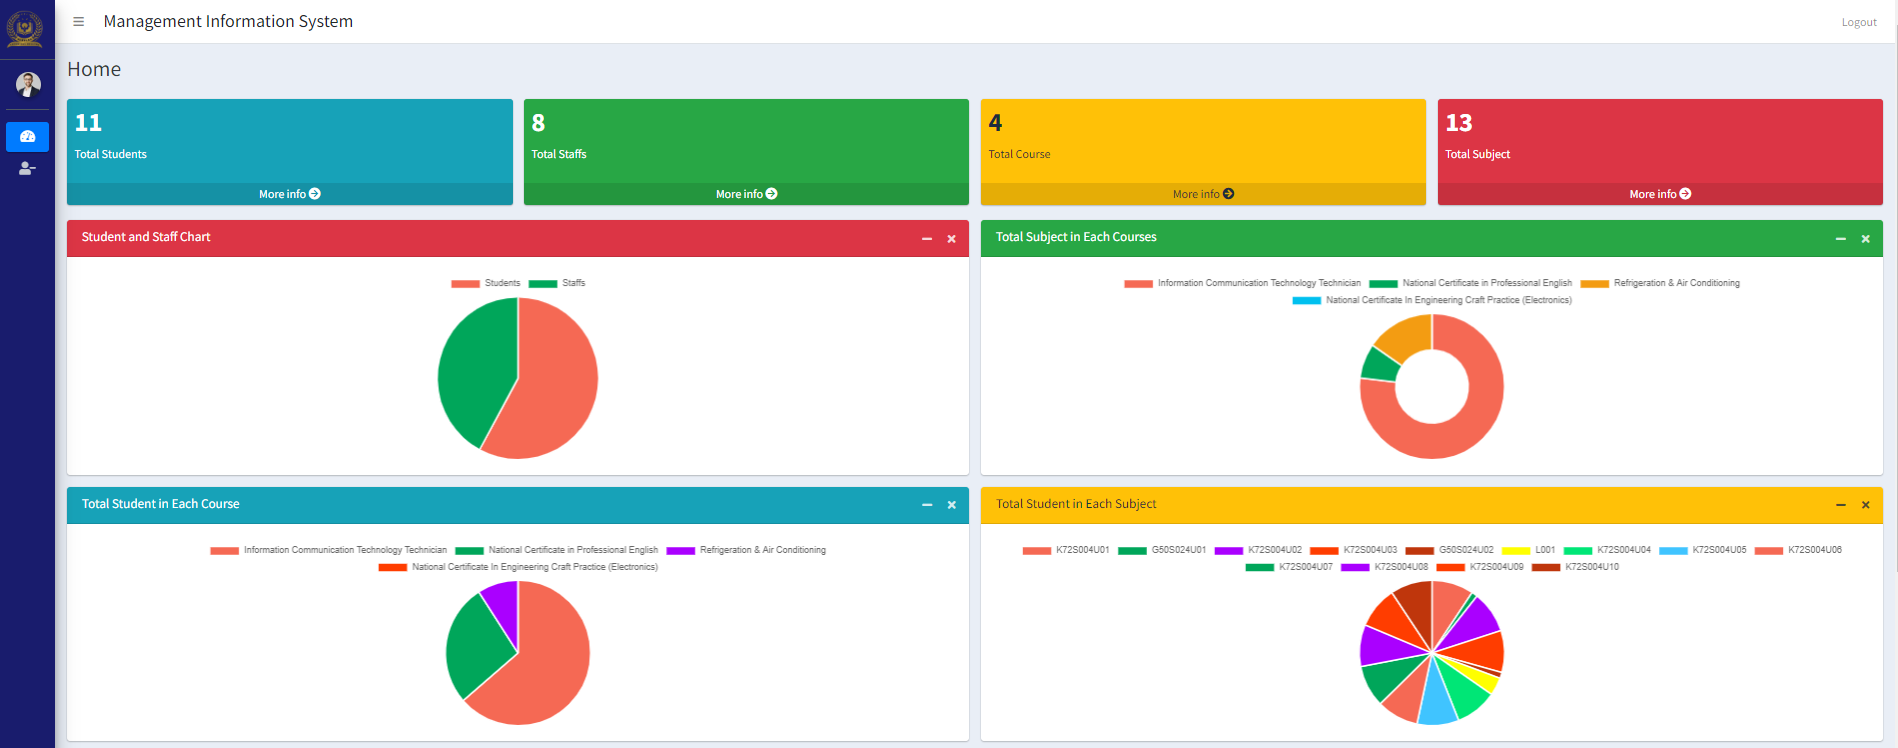 Management Information System
Logout
Home
11
Total Students
More info
8
Total Staffs
More info
4
Total Course
More info
13
Total Subject
More info
Student and Staff Chart
Students Staffs
Total Subject in Each Courses
Information Communication Technology Technician National Certificate in Professional English Refrigeration & Air Conditioning
National Certificate In Engineering Craft Practice (Electronics)
Total Student in Each Course
Information Communication Technology Technician National Certificate in Professional English Refrigeration & Air Conditioning
National Certificate In Engineering Craft Practice (Electronics)
Total Student in Each Subject
K72S004U01 G50S024U01 K72S004U02 K72S004U03 G50S024U02 L001 K72S004U04 K72S004U05 K72S004U06
K72S004U07 K72S004U08 K72S004U09 K72S004U10